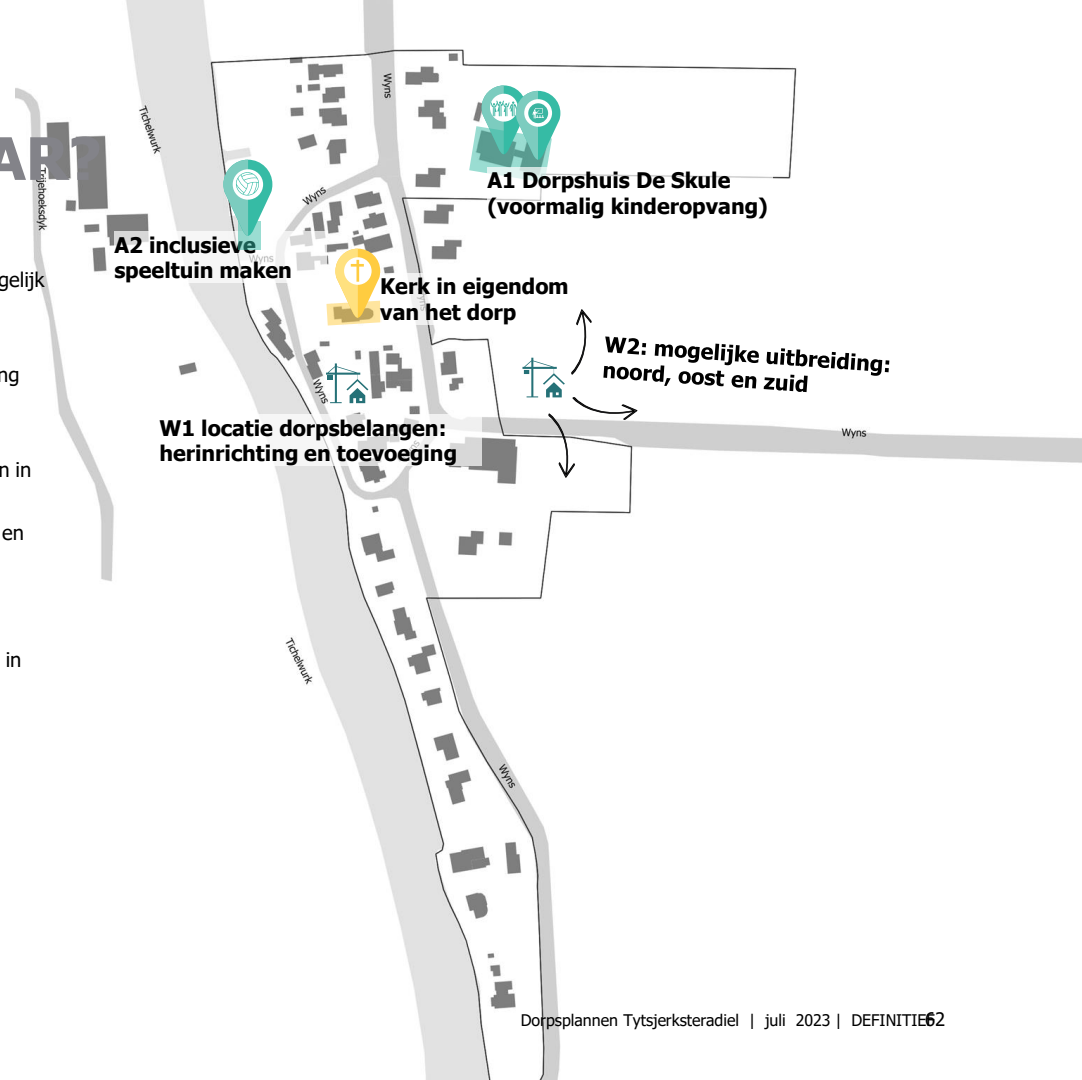 AR?
gelijk
ng
n in
en
in
Wyns
Tichelwurk
Trijehoeksdyk
A1 Dorpshuis De Skule
(voormalig kinderopvang)
Wyns
A2 inclusieve
speeltuin maken
Wyns
Kerk in eigendom
van het dorp
W2: mogelijke uitbreiding:
noord, oost en zuid
Wyns
W1 locatie dorpsbelangen:
herinrichting en toevoeging
Wyns
Tichelwurk
Wyns
Dorpsplannen Tytsjerksteradiel | juli 2023 | DEFINITIEF
62